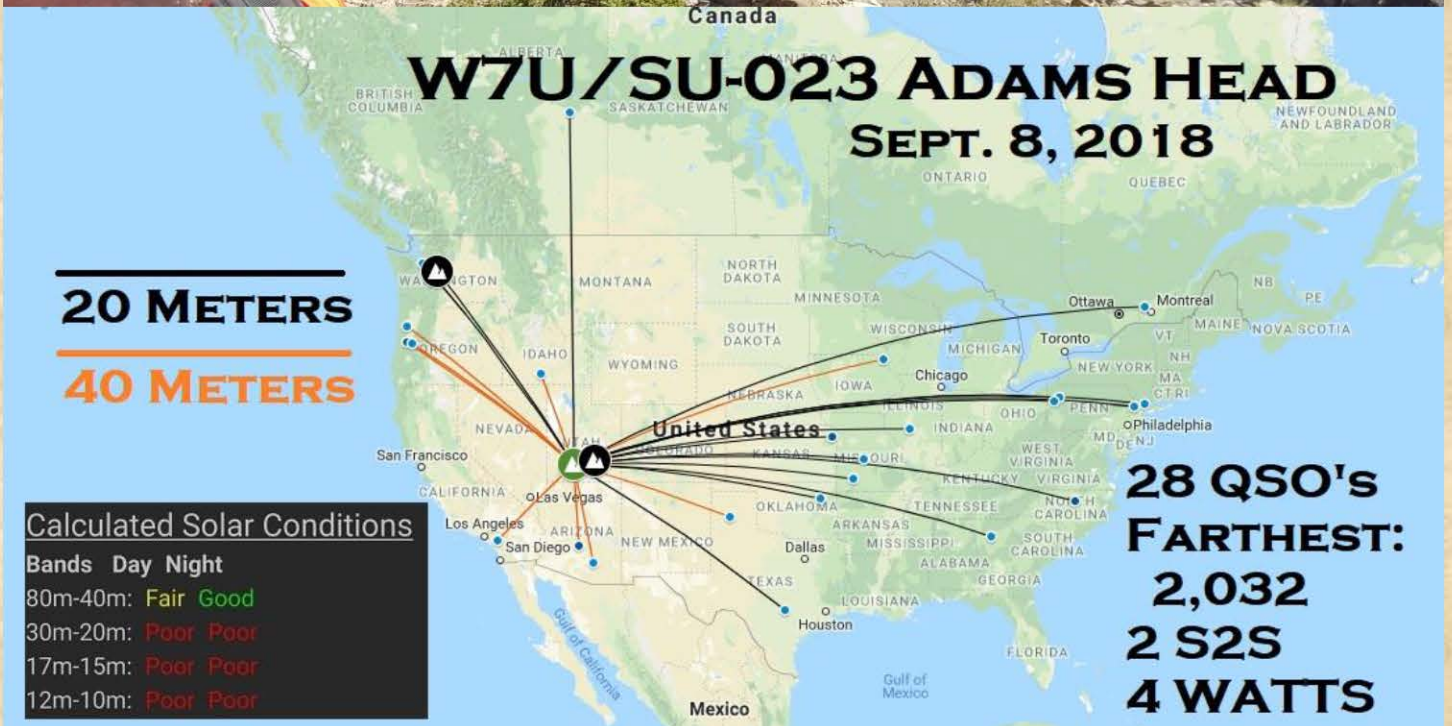 Canada
W7U/SU-023 ADAMS HEAD
SEPT. 8, 2018
ALBERTA
MANITOBA
BRITISH
COLUMBIA
SASKATCHEWAN
NEWFOUNDLAND
AND LABRADOR
ONTARIO
QUEBEC
20 METERS
40 METERS
WASHINGTON
MONTANA
NORTH
DAKOTA
MINNESOTA
Ottawa
Montreal
NB
PE
MAINE
NOVA SCOTIA
OREGON
IDAHO
SOUTH
DAKOTA
WISCONSIN
MICHIGAN
Toronto
VT
NH
WYOMING
NEW YORK
MA
CT RI
IOWA
Chicago
NEBRASKA
ILLINOIS
OHIO
PENN
NEVADA
UTAH
United States
INDIANA
Philadelphia
MD
DE NJ
COLORADO
KANSAS
MISSOURI
WEST
VIRGINIA
San Francisco
CALIFORNIA
Las Vegas
KENTUCKY
VIRGINIA
OKLAHOMA
TENNESSEE
NORTH
CAROLINA
Los Angeles
ARIZONA
NEW MEXICO
ARKANSAS
San Diego
Dallas
MISSISSIPPI
SOUTH
CAROLINA
ALABAMA
TEXAS
GEORGIA
LOUISIANA
Houston
FLORIDA
Gulf of
Mexico
Gulf of California
Mexico
28 QSO's
FARTHEST:
2,032
2 S2S
4 WATTS
Calculated Solar Conditions
Bands Day Night
80m-40m: Fair Good
30m-20m: Poor Poor
17m-15m: Poor Poor
12m-10m: Poor Poor